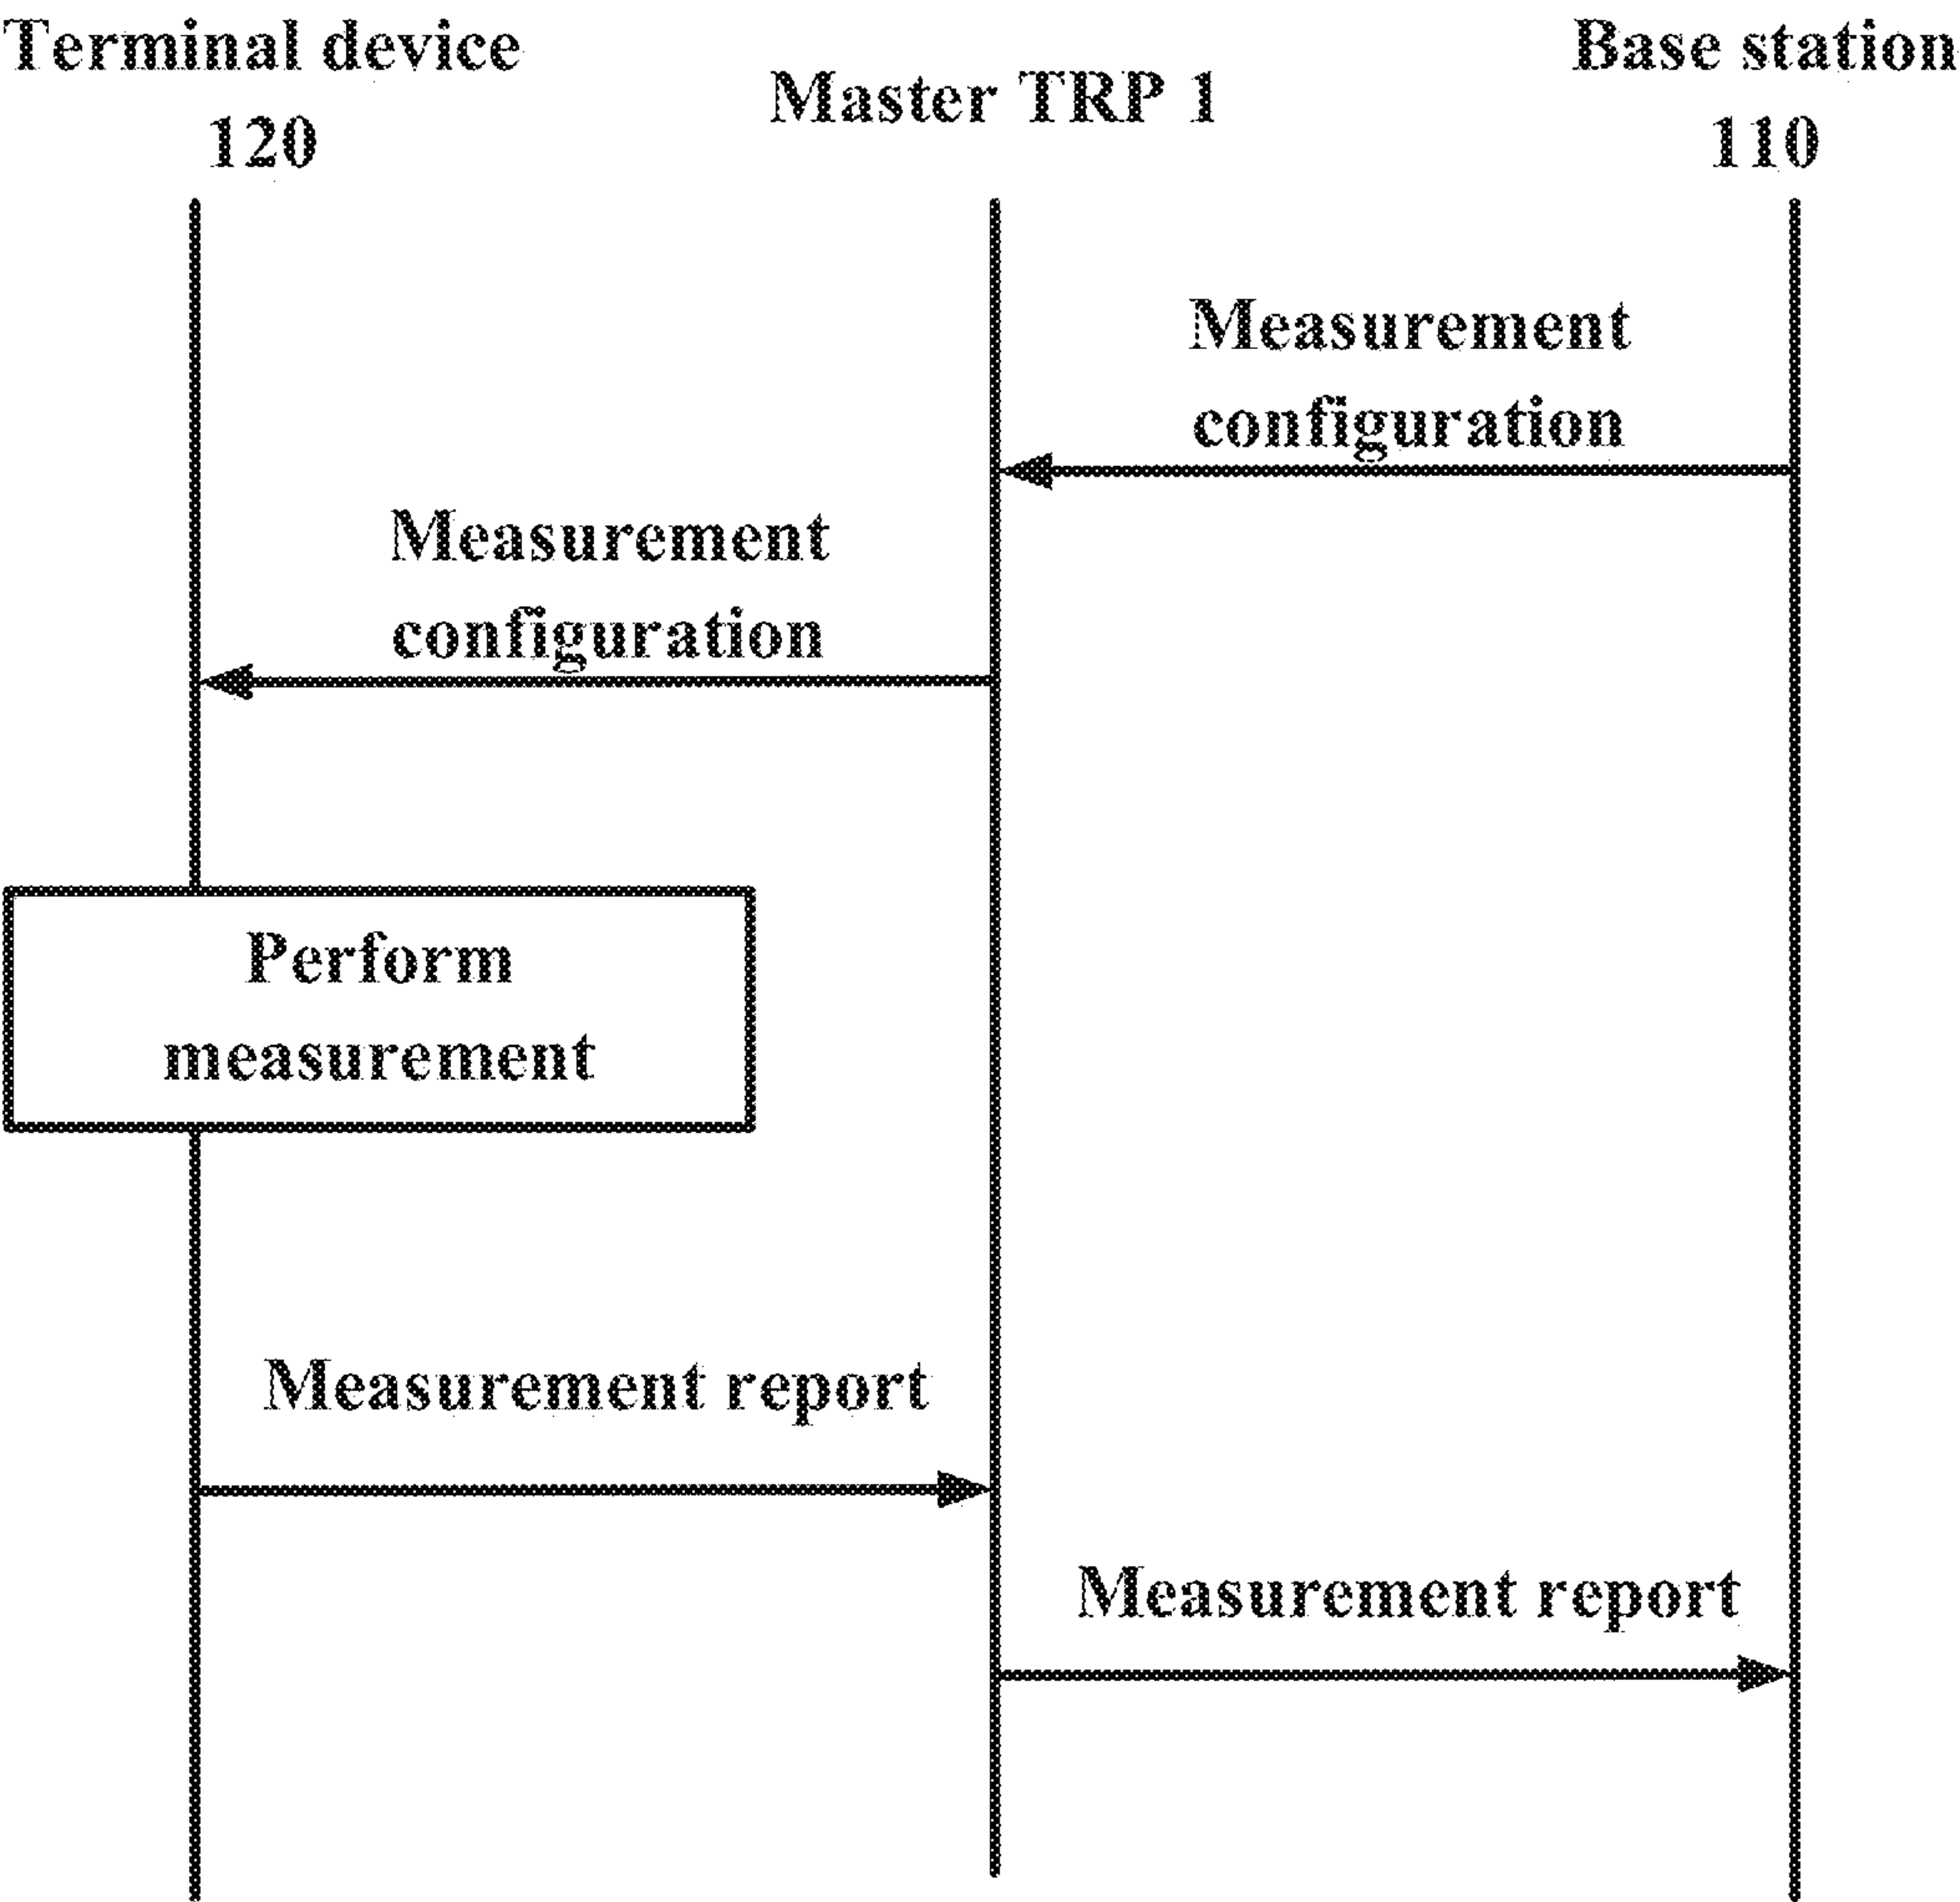 Terminal device
120
Master TRP 1
Base station
110
Measurement
configuration
Measurement
configuration
Perform
measurement
Measurement report
Measurement report